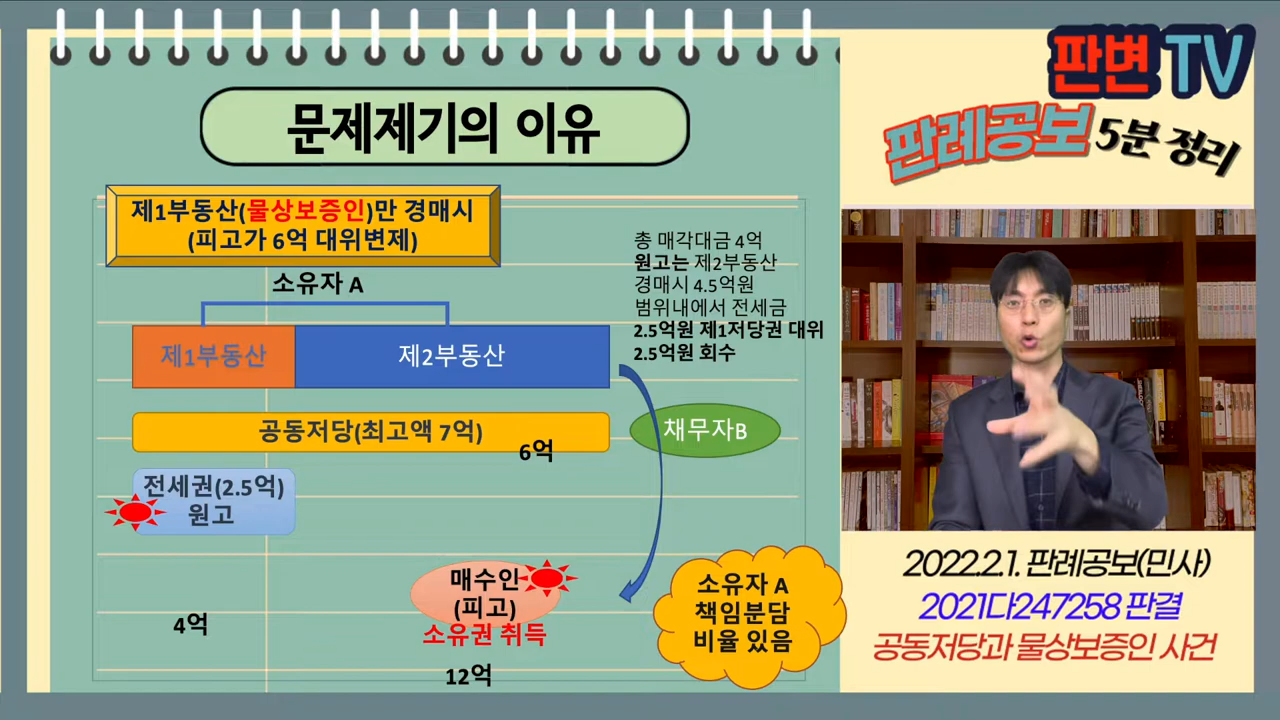 문제제기의 이유
제1부동산(물상보증인)만 경매시
(피고가 6억 대위변제)
소유자 A
제1부동산
제2부동산
공동저당(최고액 7억)
6억
채무자B
전세권(2.5억)
원고
매수인
(피고)
소유권 취득
4억
12억
총 매각대금 4억
원고는 제2부동산
경매시 4.5억원
범위내에서 전세금
2.5억원 제1저당권 대위
2.5억원 회수
소유자 A
책임분담
비율 있음
판변 TV
판례공보 5분 정리
2022.2.1. 판례공보(민사)
2021다247258 판결
공동저당과 물상보증인 사건